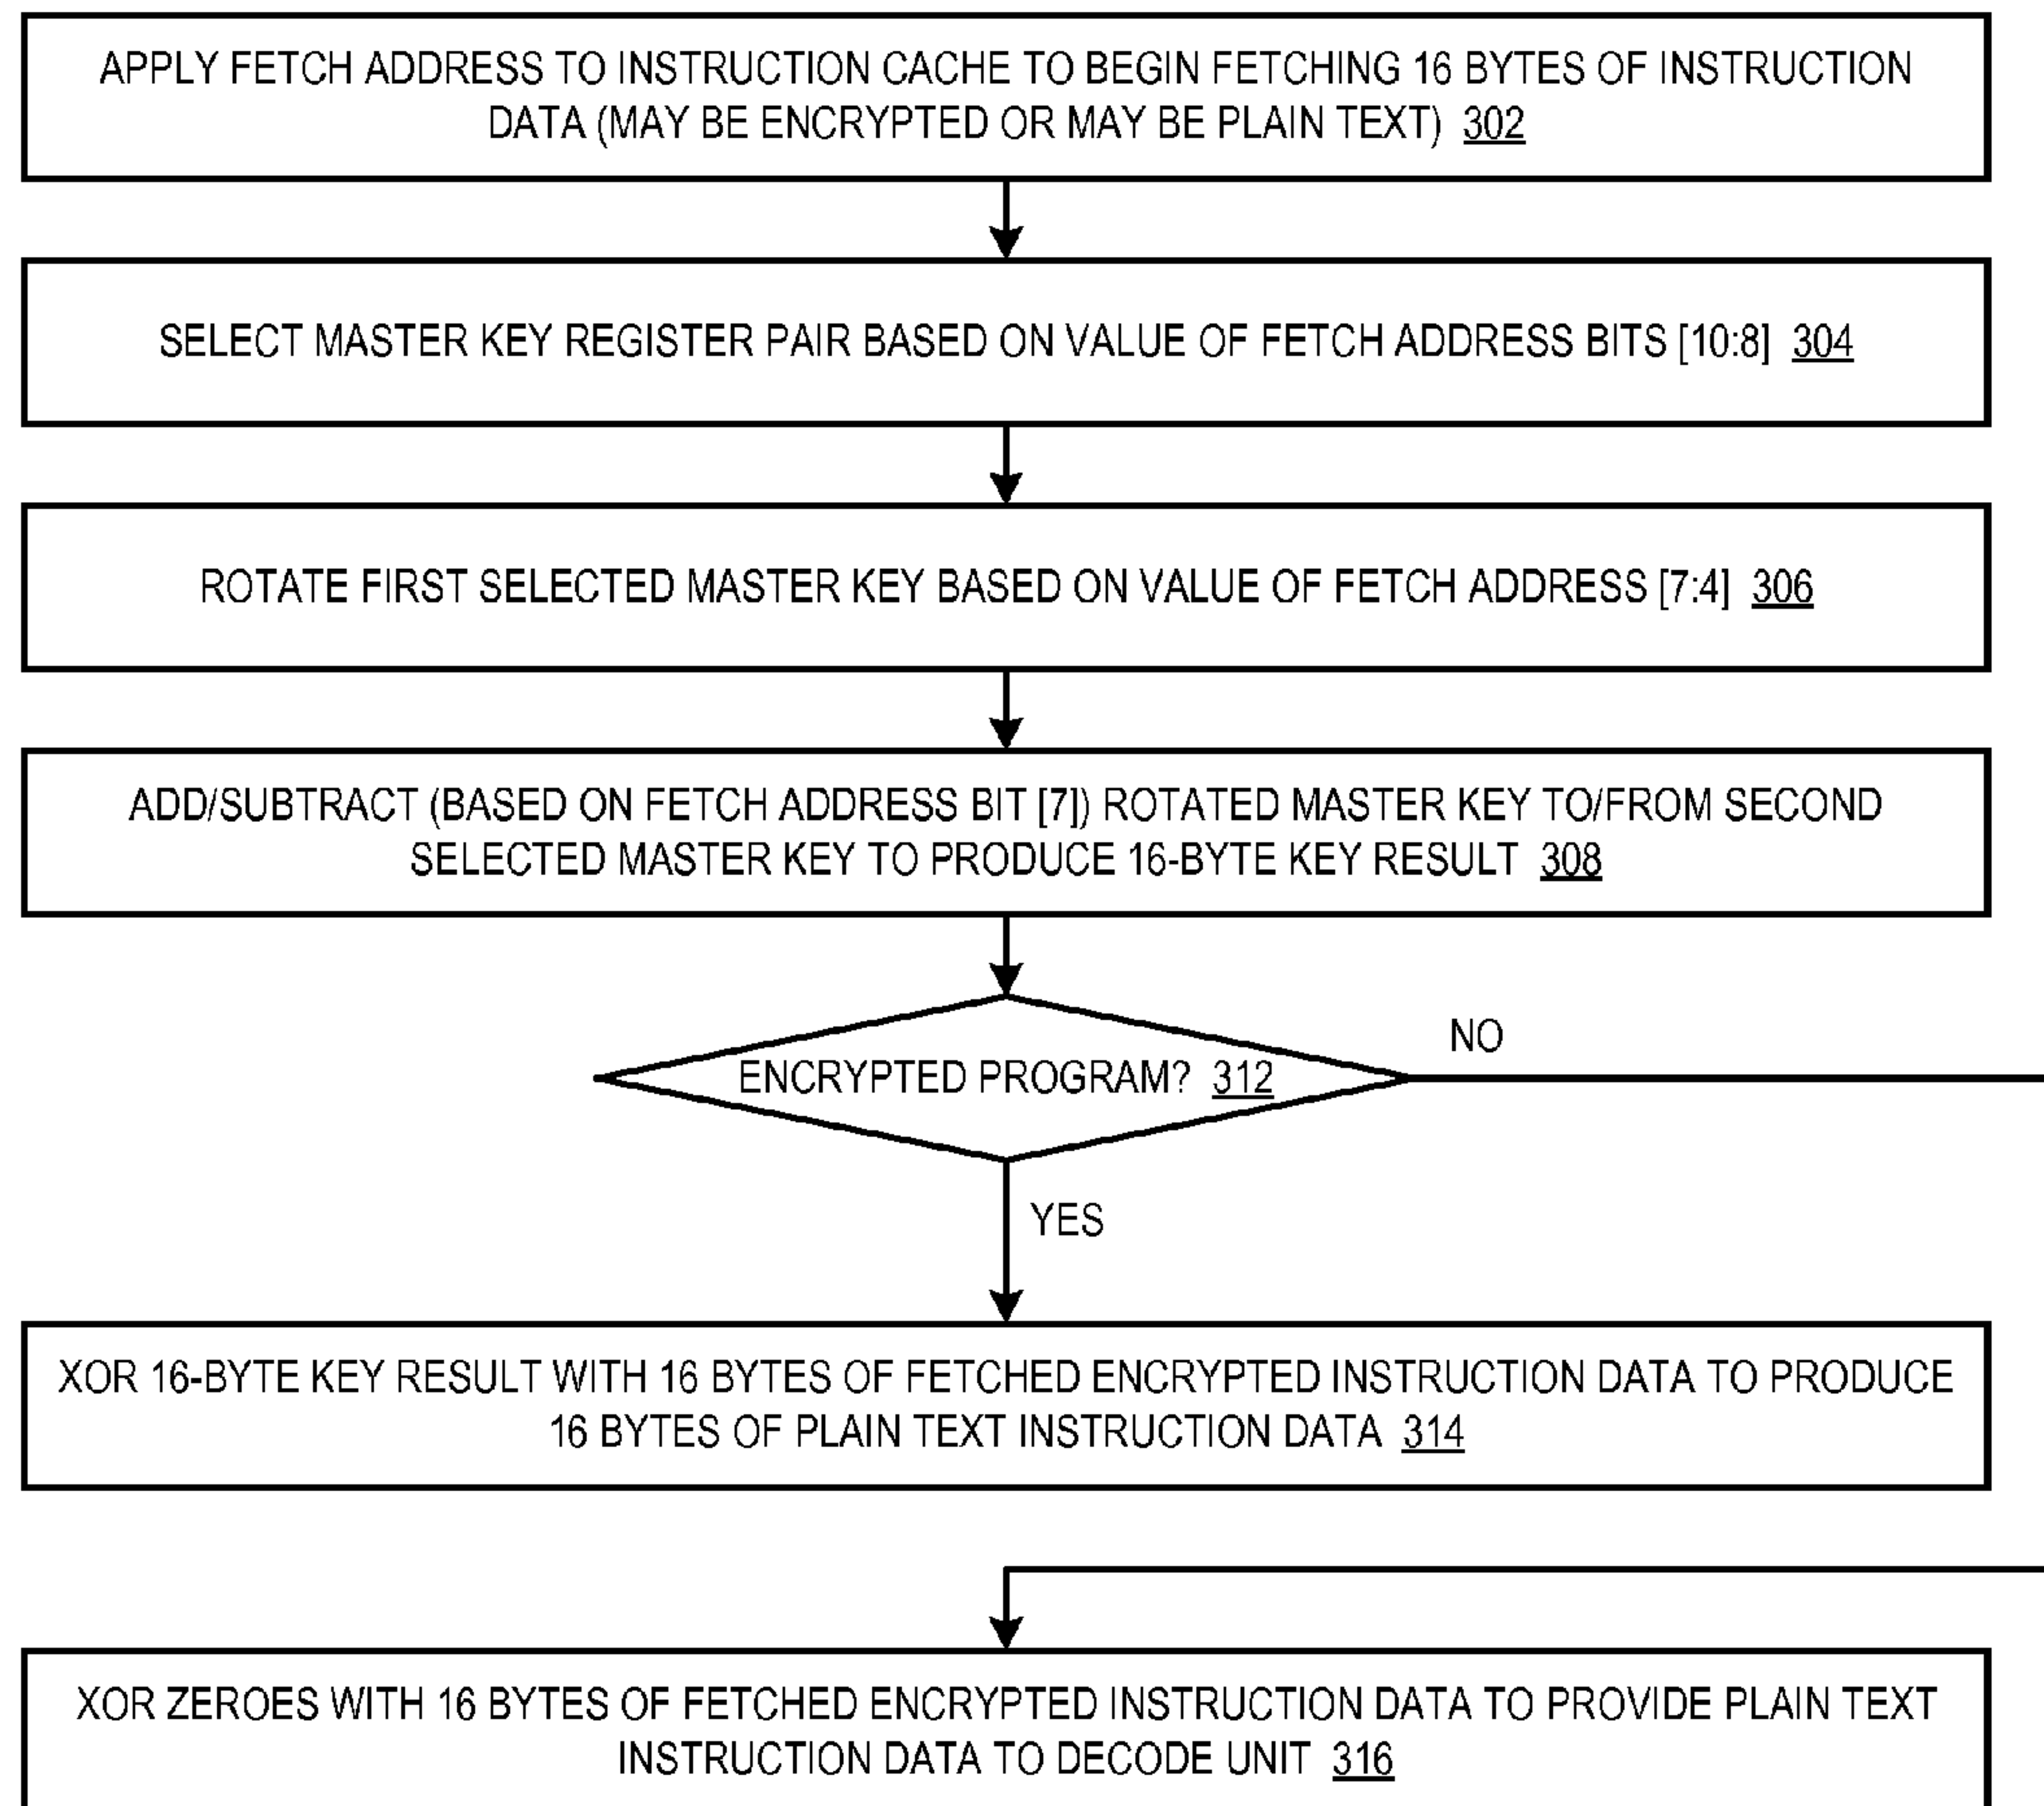 APPLY FETCH ADDRESS TO INSTRUCTION CACHE TO BEGIN FETCHING 16 BYTES OF INSTRUCTION
DATA (MAY BE ENCRYPTED OR MAY BE PLAIN TEXT) 302
SELECT MASTER KEY REGISTER PAIR BASED ON VALUE OF FETCH ADDRESS BITS [10:8] 304
ROTATE FIRST SELECTED MASTER KEY BASED ON VALUE OF FETCH ADDRESS [7:4] 306
ADD/SUBTRACT (BASED ON FETCH ADDRESS BIT [7]) ROTATED MASTER KEY TO/FROM SECOND
SELECTED MASTER KEY TO PRODUCE 16-BYTE KEY RESULT 308
NO
ENCRYPTED PROGRAM? 312
YES
XOR 16-BYTE KEY RESULT WITH 16 BYTES OF FETCHED ENCRYPTED INSTRUCTION DATA TO PRODUCE
16 BYTES OF PLAIN TEXT INSTRUCTION DATA 314
XOR ZEROES WITH 16 BYTES OF FETCHED ENCRYPTED INSTRUCTION DATA TO PROVIDE PLAIN TEXT
INSTRUCTION DATA TO DECODE UNIT 316